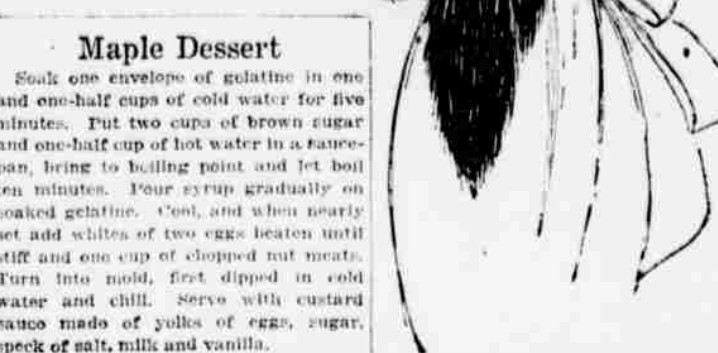 Maple Dessert
Soak one envelope of gelatine in one
and one-half cups of cold water for five
minutes. Put two cups of brown sugar
and one-half cup of hot water in a sauce-
pan, bring to boiling point and let boil
ten minutes. Pour syrup gradually on
soaked gelatine. Cool, and when nearly
set add whites of two eggs beaten until
stiff and one cup of chopped nut meats.
Turn into mold, first dipped in cold
water and chill. Serve with custard
sauce made of yolks of eggs, sugar,
speck of salt, milk and vanilla.